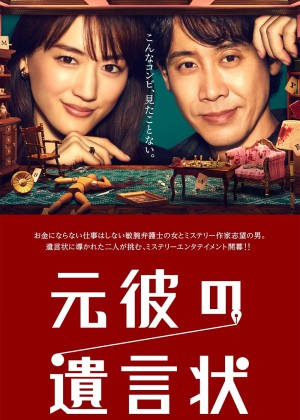 こんなコンビ、見たことない。
お金にならない仕事はしない敏腕弁護士の女とミステリー作家志望の男。
遺言状に導かれた二人が挑む、ミステリーエンタテイメント開幕!!
元彼の
遺言状